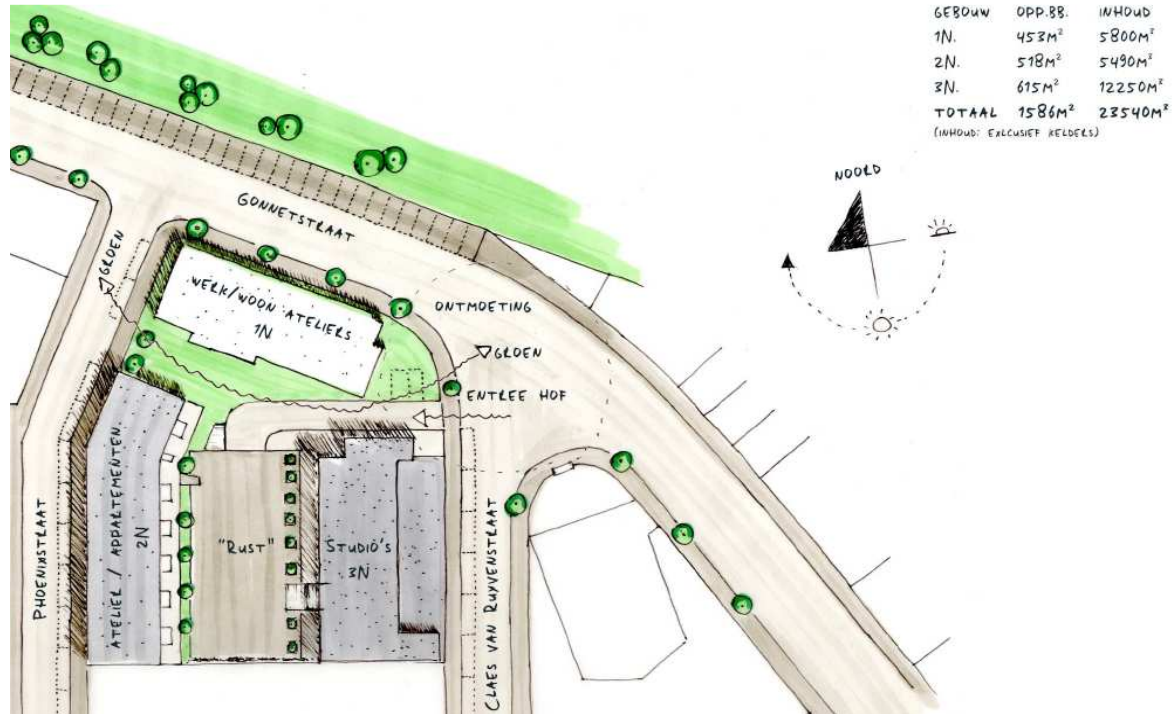 GEBOUW OPP.BB. INHOUD
1N. 453M² 5800M³
2N. 518M² 5490M³
3N. 615M² 12250M³
TOTAAL 1586M² 23540M³
(INHOUD: EXLCUSIEF KELDERS)
NOORD
GONNETSTRAAT
GROEN
WERK/WOON ATELIERS
1N
ONTMOETING
GROEN
ENTREE HOF
PHOENIXSTRAAT
ATELIER / APPARTEMENTEN.
2N
"RUST"
STUDIO'S
3N
CLAES VAN RUYVENSTRAAT